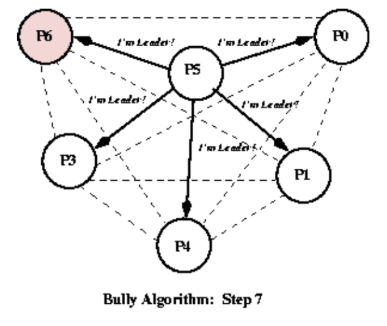 P6
I'm Leader!
I'm Leader!
P0
P5
I'm Leader!
I'm Leader!
I'm Leader!
P3
P1
P4
Bully Algorithm: Step 7